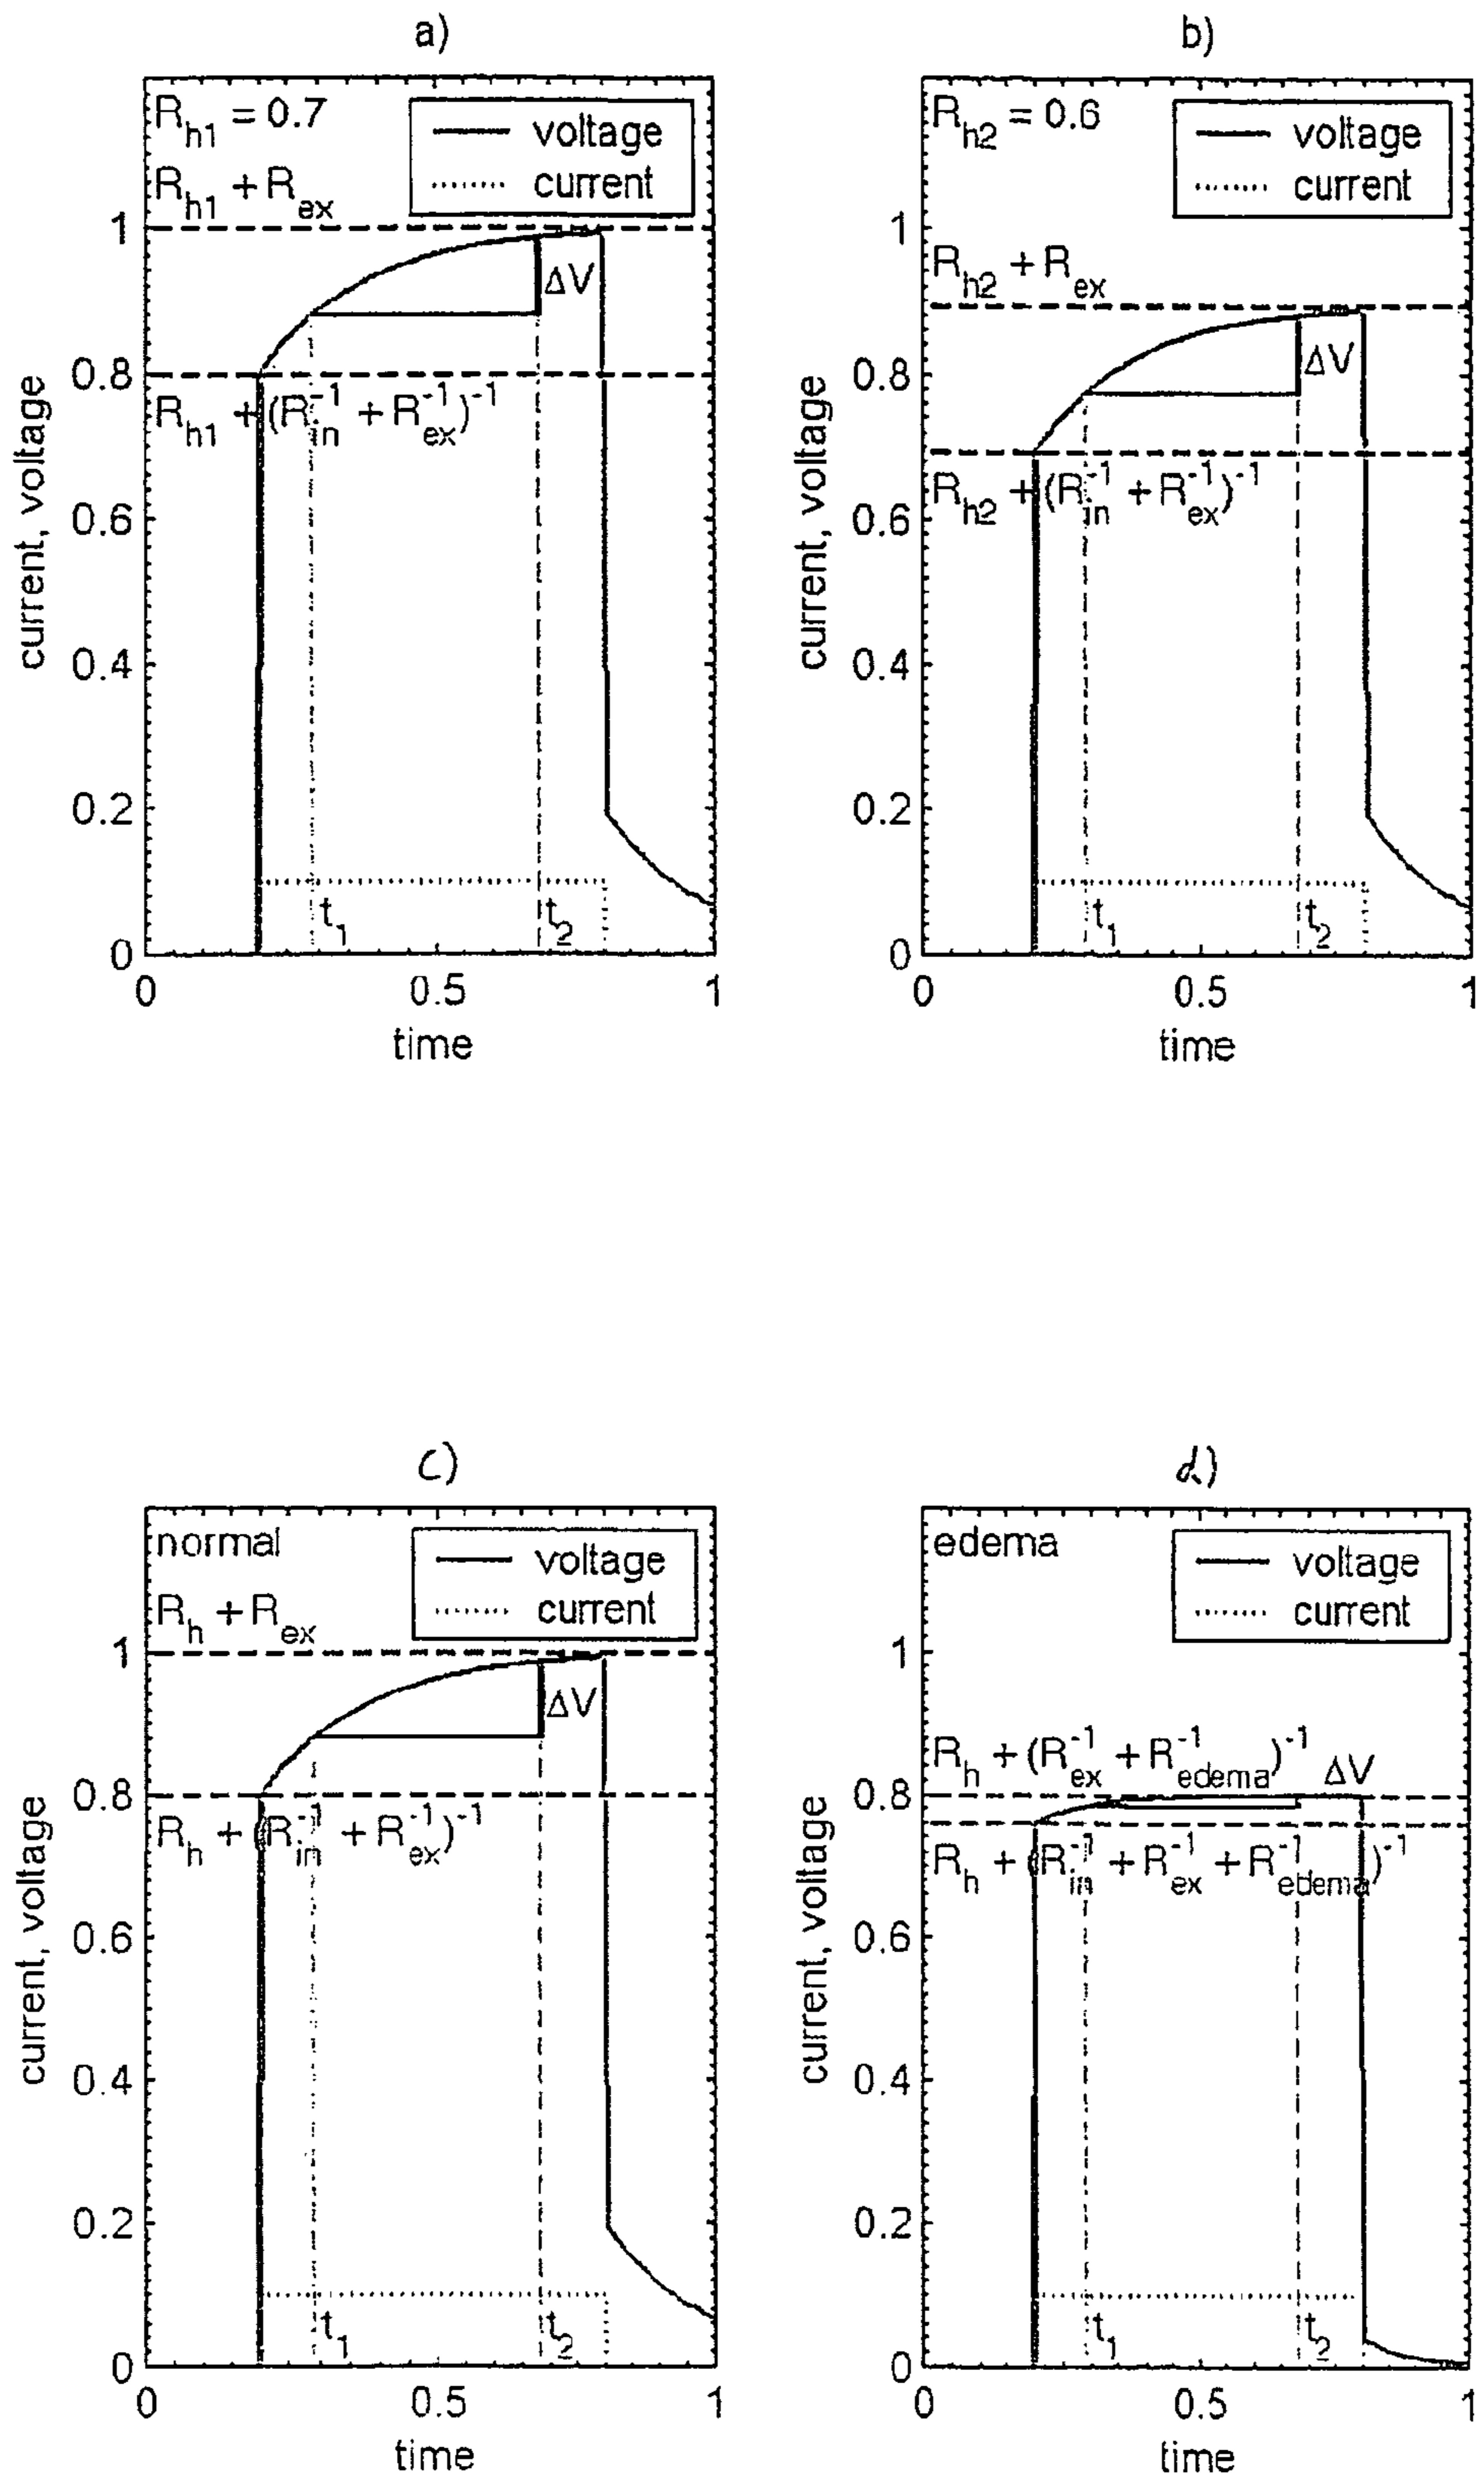 a)
R_h1 = 0.7
R_h1 + R_ex
voltage
current
1
0.8
0.6
0.4
0.2
0
ΔV
R_h1 + (R_in^-1 + R_ex^-1)^-1
current, voltage
t_1
t_2
0
0.5
1
time
b)
R_h2 = 0.6
voltage
current
1
0.8
0.6
0.4
0.2
0
R_h2 + R_ex
ΔV
R_h2 + (R_in^-1 + R_ex^-1)^-1
current, voltage
t_1
t_2
0
0.5
1
time
c)
normal
R_h + R_ex
voltage
current
1
0.8
0.6
0.4
0.2
0
ΔV
R_h + (R_in^-1 + R_ex^-1)^-1
current, voltage
t_1
t_2
0
0.5
1
time
d)
edema
voltage
current
1
0.8
0.6
0.4
0.2
0
R_h + (R_ex^-1 + R_edema^-1)^-1 ΔV
R_h + (R_in^-1 + R_ex^-1 + R_edema^-1)^-1
current, voltage
t_1
t_2
0
0.5
1
time